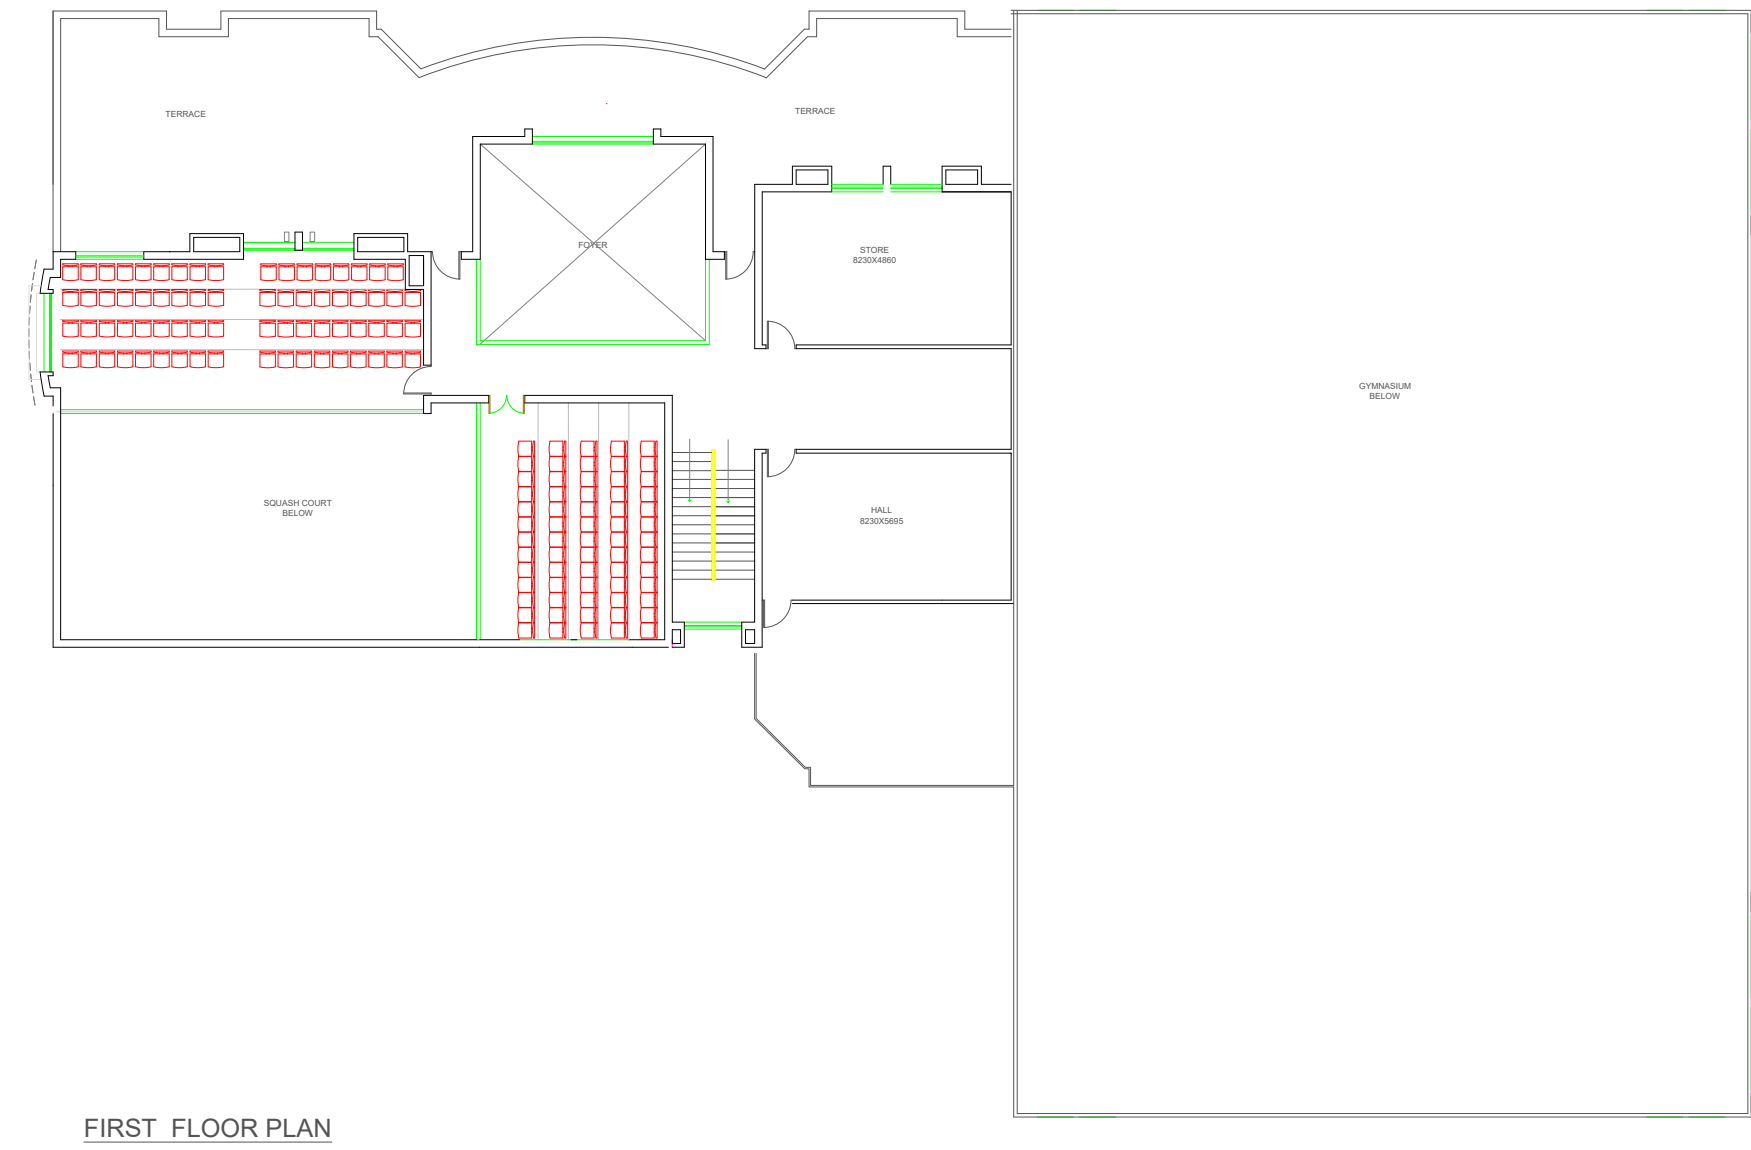 TERRACE
TERRACE
FOYER
STORE
8230X4860
GYMNASIUM
BELOW
SQUASH COURT
BELOW
HALL
8230X5695
FIRST FLOOR PLAN